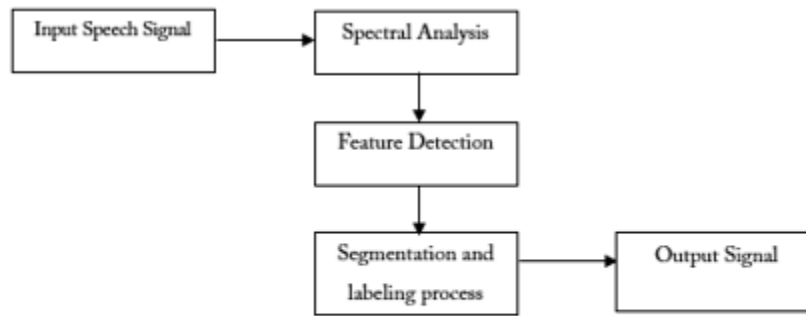 Input Speech Signal
Spectral Analysis
Feature Detection
Segmentation and
labeling process
Output Signal